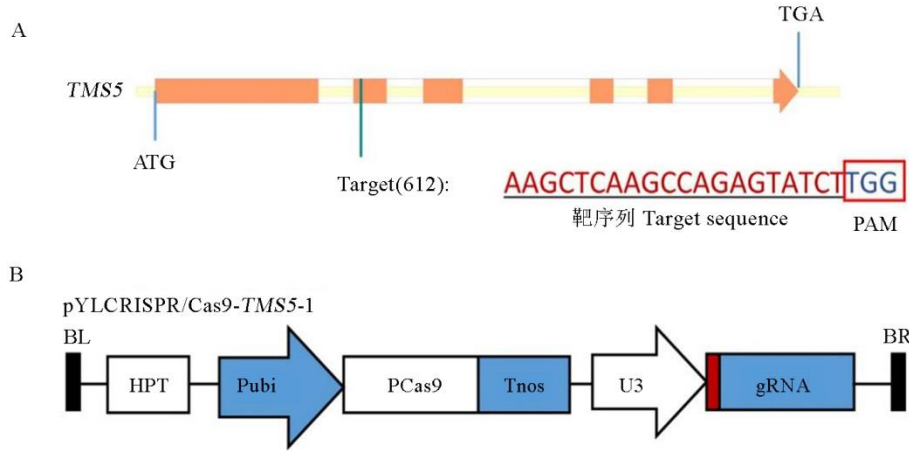 A
TGA
TMS5
ATG
Target(612):
AAGCTCAAGCCAGAGTATCTTGG
靶序列 Target sequence
PAM
B
pYLCRISPR/Cas9-TMS5-1
BL
BR
HPT
Pubi
PCas9
Tnos
U3
gRNA